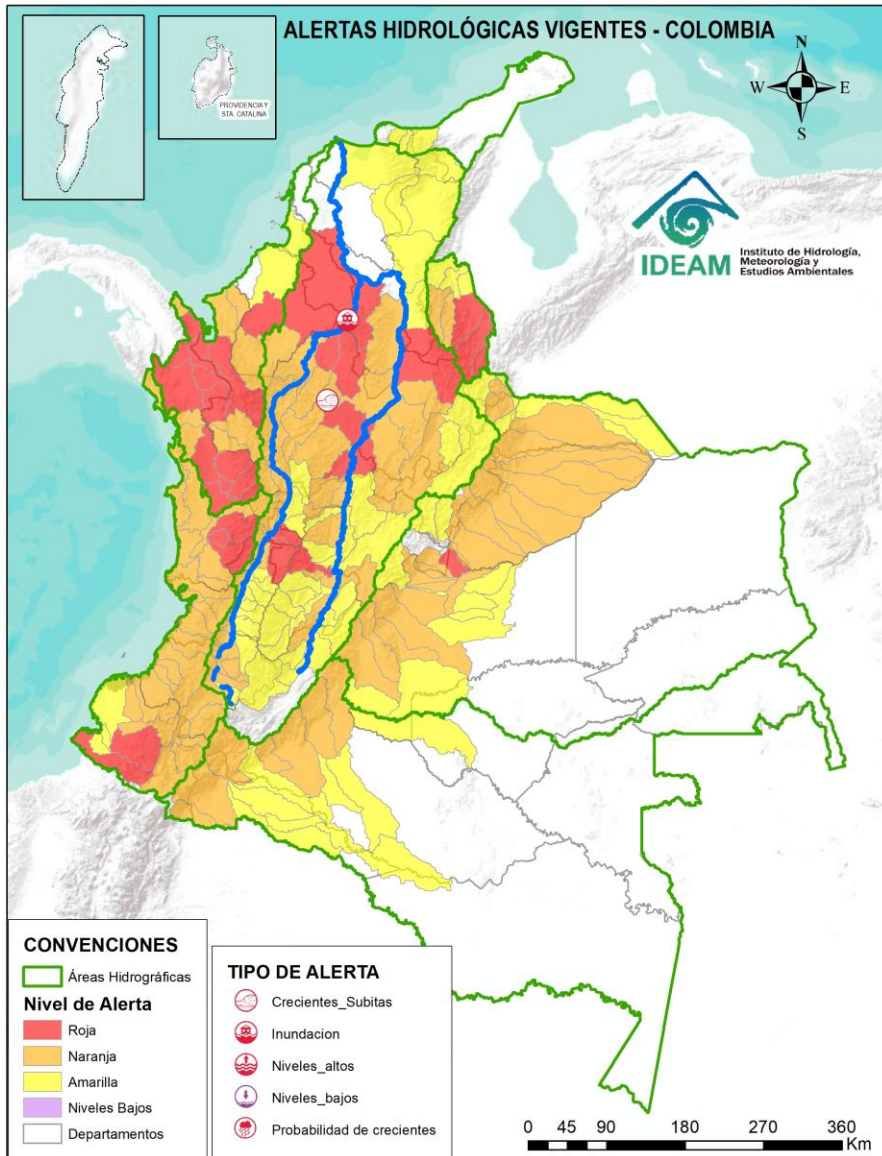 ALERTAS HIDROLÓGICAS VIGENTES - COLOMBIA
PROVIDENCIA Y
STA. CATALINA
N
W
E
S
IDEAM
Instituto de Hidrología,
Meteorología y
Estudios Ambientales
CONVENCIONES
Áreas Hidrográficas
Nivel de Alerta
Roja
Naranja
Amarilla
Niveles Bajos
Departamentos
TIPO DE ALERTA
Crecientes_Subitas
Inundacion
Niveles_altos
Niveles_bajos
Probabilidad de crecientes
0 45 90 180 270 360
Km